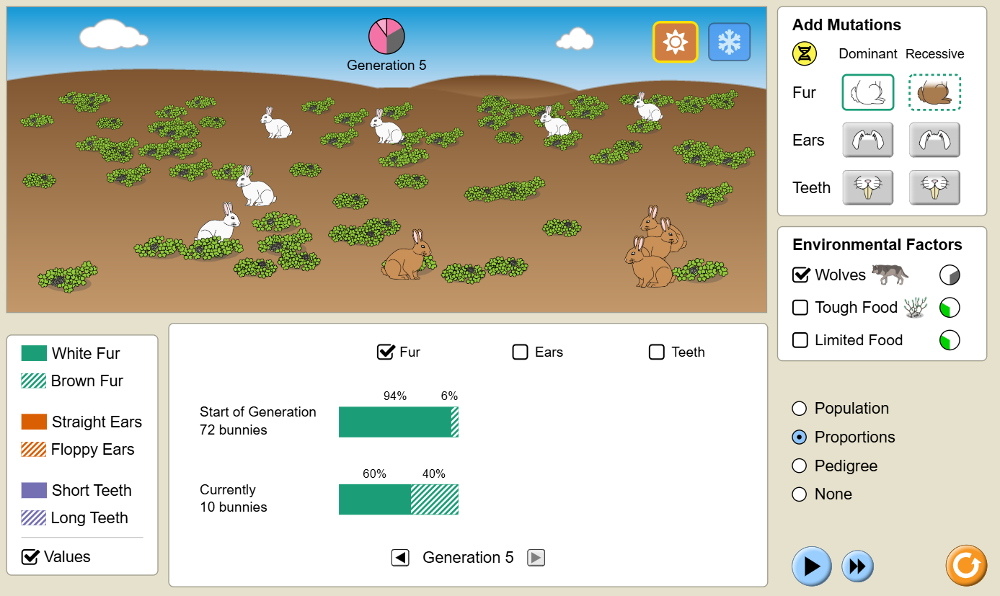 Generation 5
Add Mutations
Dominant Recessive
Fur
Ears
Teeth
Environmental Factors
Wolves
Tough Food
Limited Food
White Fur
Brown Fur
Straight Ears
Floppy Ears
Short Teeth
Long Teeth
Values
Fur Ears Teeth
94% 6%
Start of Generation
72 bunnies
60% 40%
Currently
10 bunnies
Generation 5
Population
Proportions
Pedigree
None